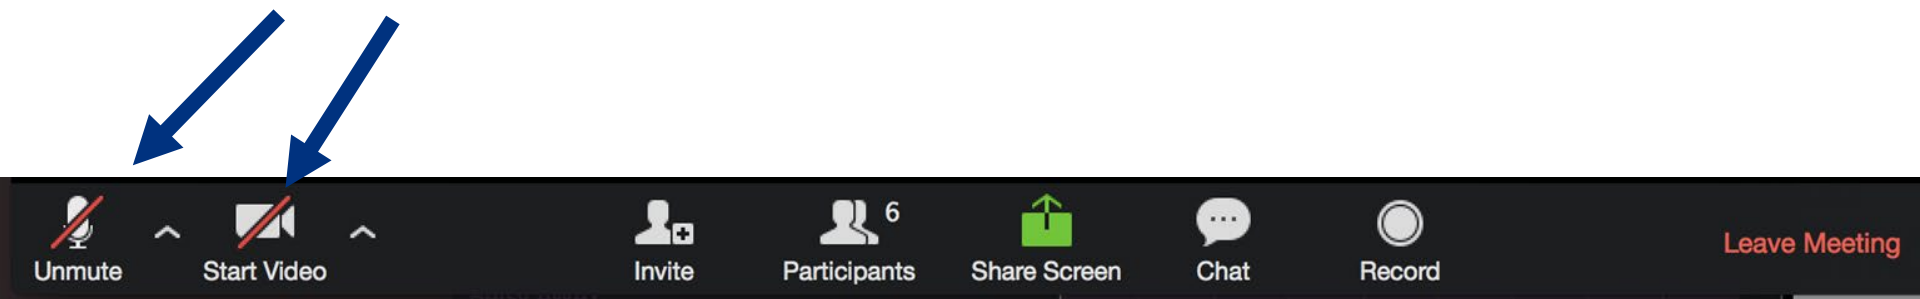 6
Unmute
Start Video
Invite
Participants
Share Screen
Chat
Record
Leave Meeting